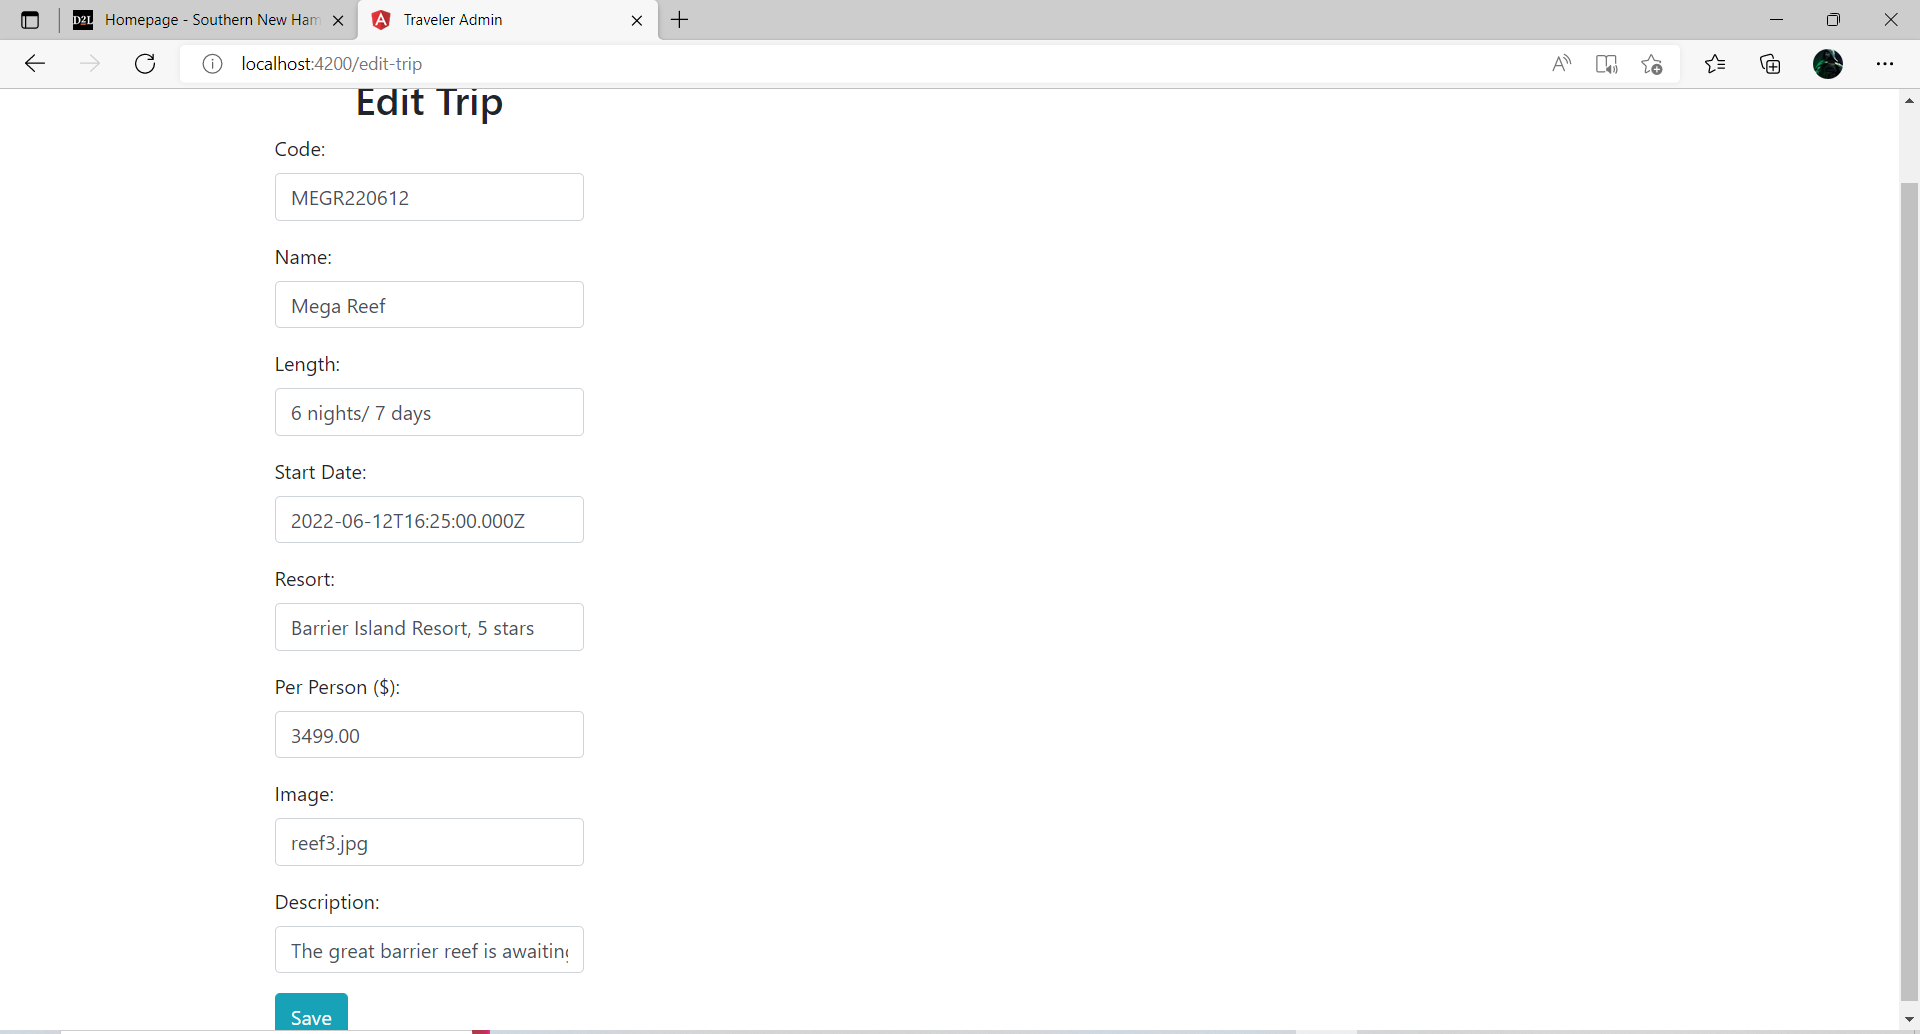 D2L Homepage - Southern New Ham
Traveler Admin
localhost:4200/edit-trip
Edit Trip
Code:
MEGR220612
Name:
Mega Reef
Length:
6 nights/ 7 days
Start Date:
2022-06-12T16:25:00.000Z
Resort:
Barrier Island Resort, 5 stars
Per Person ($):
3499.00
Image:
reef3.jpg
Description:
The great barrier reef is awaiting
Save